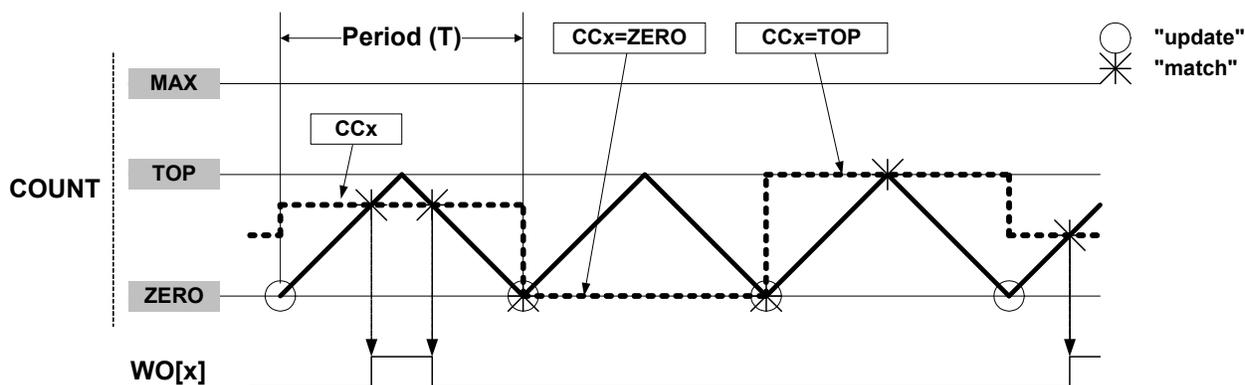 Period (T)
CCx=ZERO
CCx=TOP
"update"
"match"
MAX
CCx
TOP
COUNT
ZERO
WO[x]